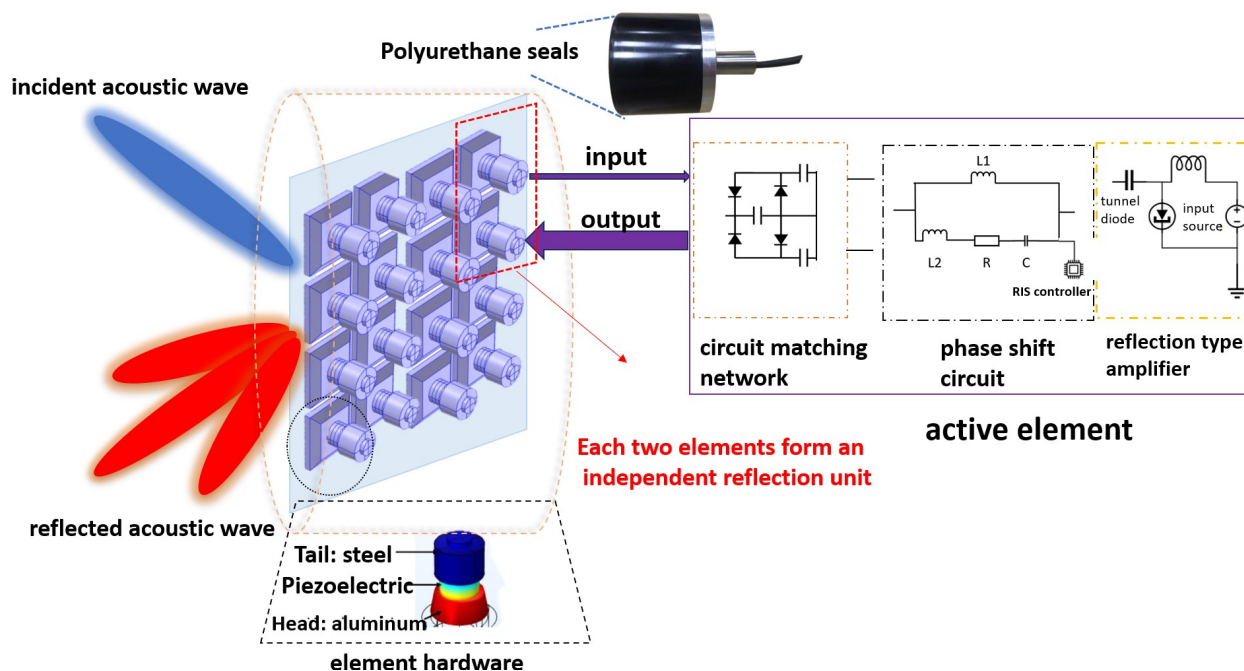 Polyurethane seals
incident acoustic wave
input
output
L1
L2
R
C
RIS controller
tunnel
diode
input
source
circuit matching
network
phase shift
circuit
reflection type
amplifier
active element
Each two elements form an
independent reflection unit
reflected acoustic wave
Tail: steel
Piezoelectric
Head: aluminum
element hardware